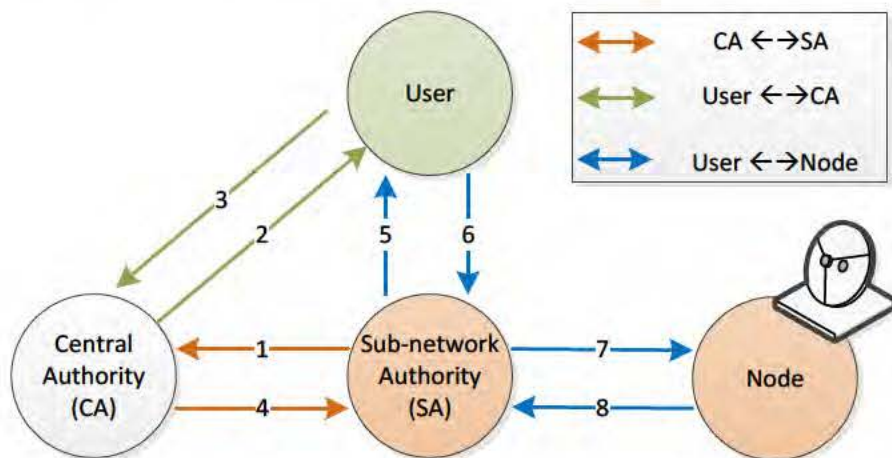 User
CA ←→SA
User ←→CA
User ←→Node
3
2
5
6
Central
Authority
(CA)
1
4
Sub-network
Authority
(SA)
7
8
Node